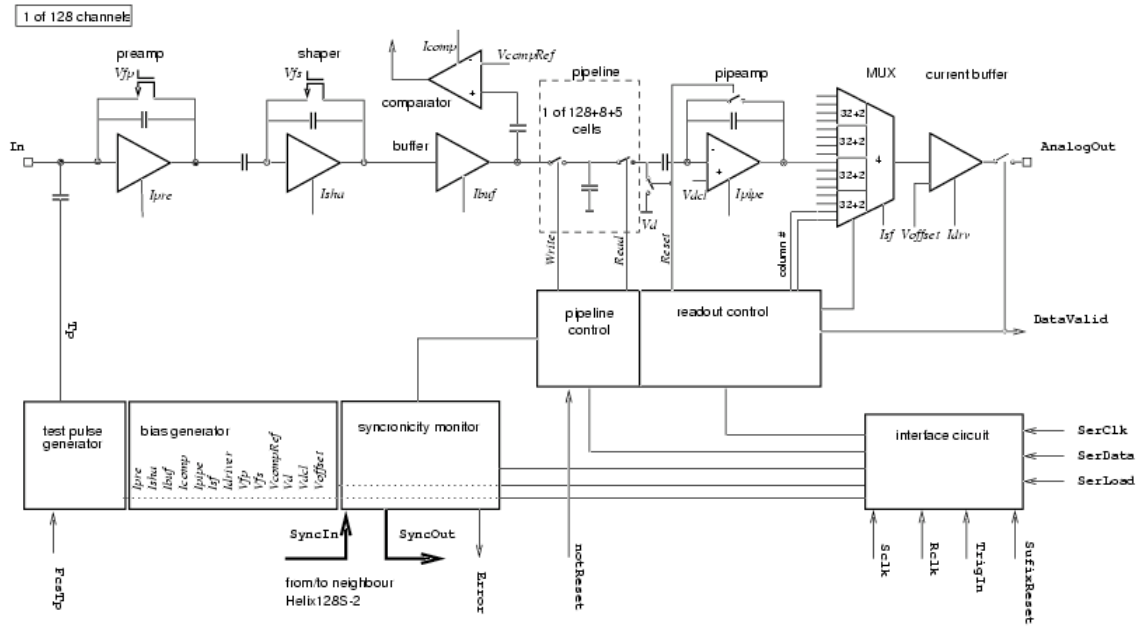 1 of 128 channels
preamp
Vfp
shaper
Vfs
Icomp
VcompRef
comparator
pipeline
1 of 128+8+5
cells
pipeamp
MUX
current buffer
32+2
32+2
32+2
32+2
4
In
buffer
AnalogOut
Ipre
Isha
Ibuf
Vdcl
Ipipe
Vd
Isf
Voffset
Idrv
Write
Read
Reset
column #
Tp
pipeline
control
readout control
DataValid
test pulse
generator
bias generator
Ipre
Isha
Ibuf
Icomp
Ipipe
Isf
Idriver
Vfp
Vfs
VcompRef
Vd
Vdcl
Voffset
syncronicity monitor
interface circuit
SerClk
SerData
SerLoad
SyncIn
SyncOut
from/to neighbour
Helix128S-2
FcsTp
Error
notReset
Sclk
Rclk
TrigIn
SufixReset